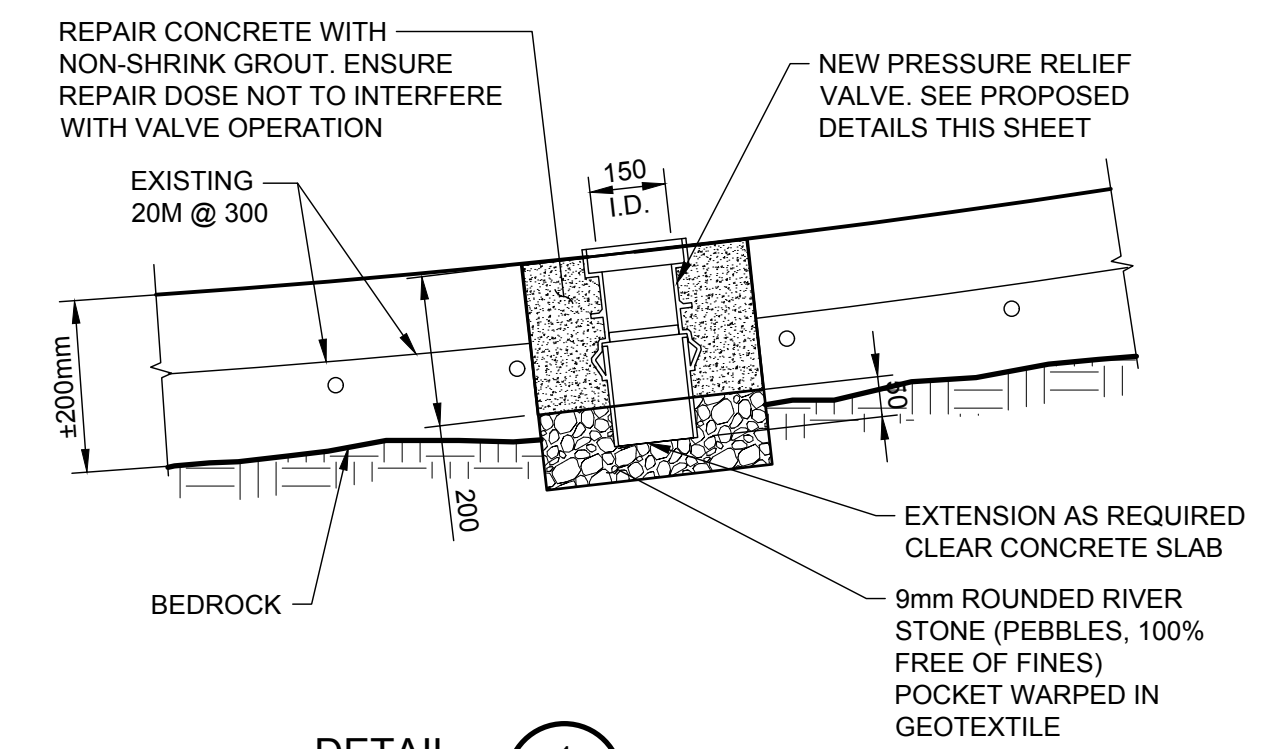 REPAIR CONCRETE WITH
NON-SHRINK GROUT. ENSURE
REPAIR DOSE NOT TO INTERFERE
WITH VALVE OPERATION
NEW PRESSURE RELIEF
VALVE. SEE PROPOSED
DETAILS THIS SHEET
EXISTING
20M @ 300
150
I.D.
±200mm
50
200
BEDROCK
EXTENSION AS REQUIRED
CLEAR CONCRETE SLAB
9mm ROUNDED RIVER
STONE (PEBBLES, 100%
FREE OF FINES)
POCKET WARPED IN
GEOTEXTILE
DETAIL